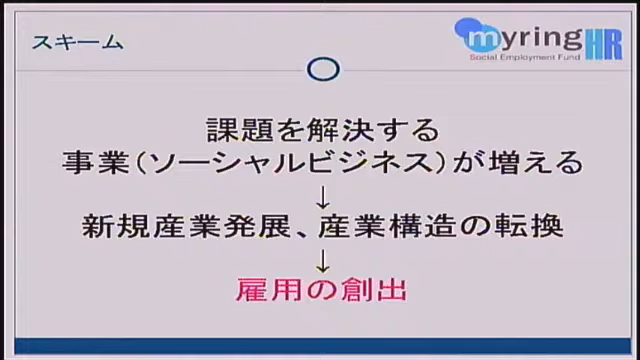 スキーム
myring HR
Social Employment Fund
課題を解決する
事業(ソーシャルビジネス)が増える
↓
新規産業発展、産業構造の転換
↓
雇用の創出